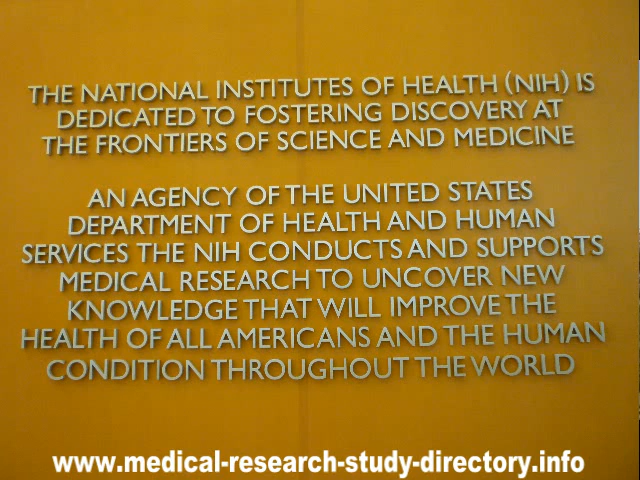 THE NATIONAL INSTITUTES OF HEALTH (NIH) IS
DEDICATED TO FOSTERING DISCOVERY AT
THE FRONTIERS OF SCIENCE AND MEDICINE
AN AGENCY OF THE UNITED STATES
DEPARTMENT OF HEALTH AND HUMAN
SERVICES THE NIH CONDUCTS AND SUPPORTS
MEDICAL RESEARCH TO UNCOVER NEW
KNOWLEDGE THAT WILL IMPROVE THE
HEALTH OF ALL AMERICANS AND THE HUMAN
CONDITION THROUGHOUT THE WORLD
www.medical-research-study-directory.info